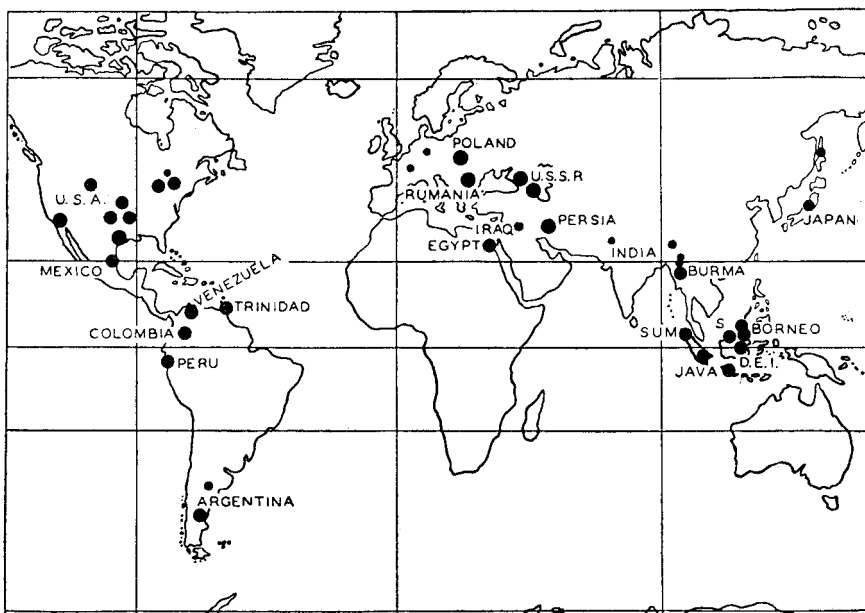 POLAND
U.S.S.R
U.S.A.
RUMANIA
IRAQ
PERSIA
JAPAN
EGYPT
INDIA
MEXICO
BURMA
VENEZUELA
TRINIDAD
S
BORNEO
COLOMBIA
SUM
D.E.I.
PERU
JAVA
ARGENTINA